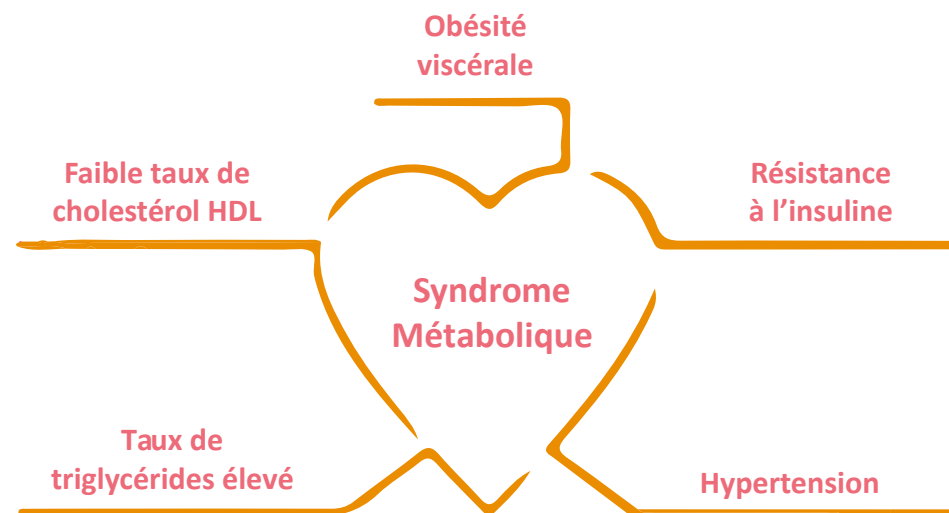 Obésité
viscérale
Faible taux de
cholestérol HDL
Résistance
à l’insuline
Syndrome
Métabolique
Taux de
triglycérides élevé
Hypertension